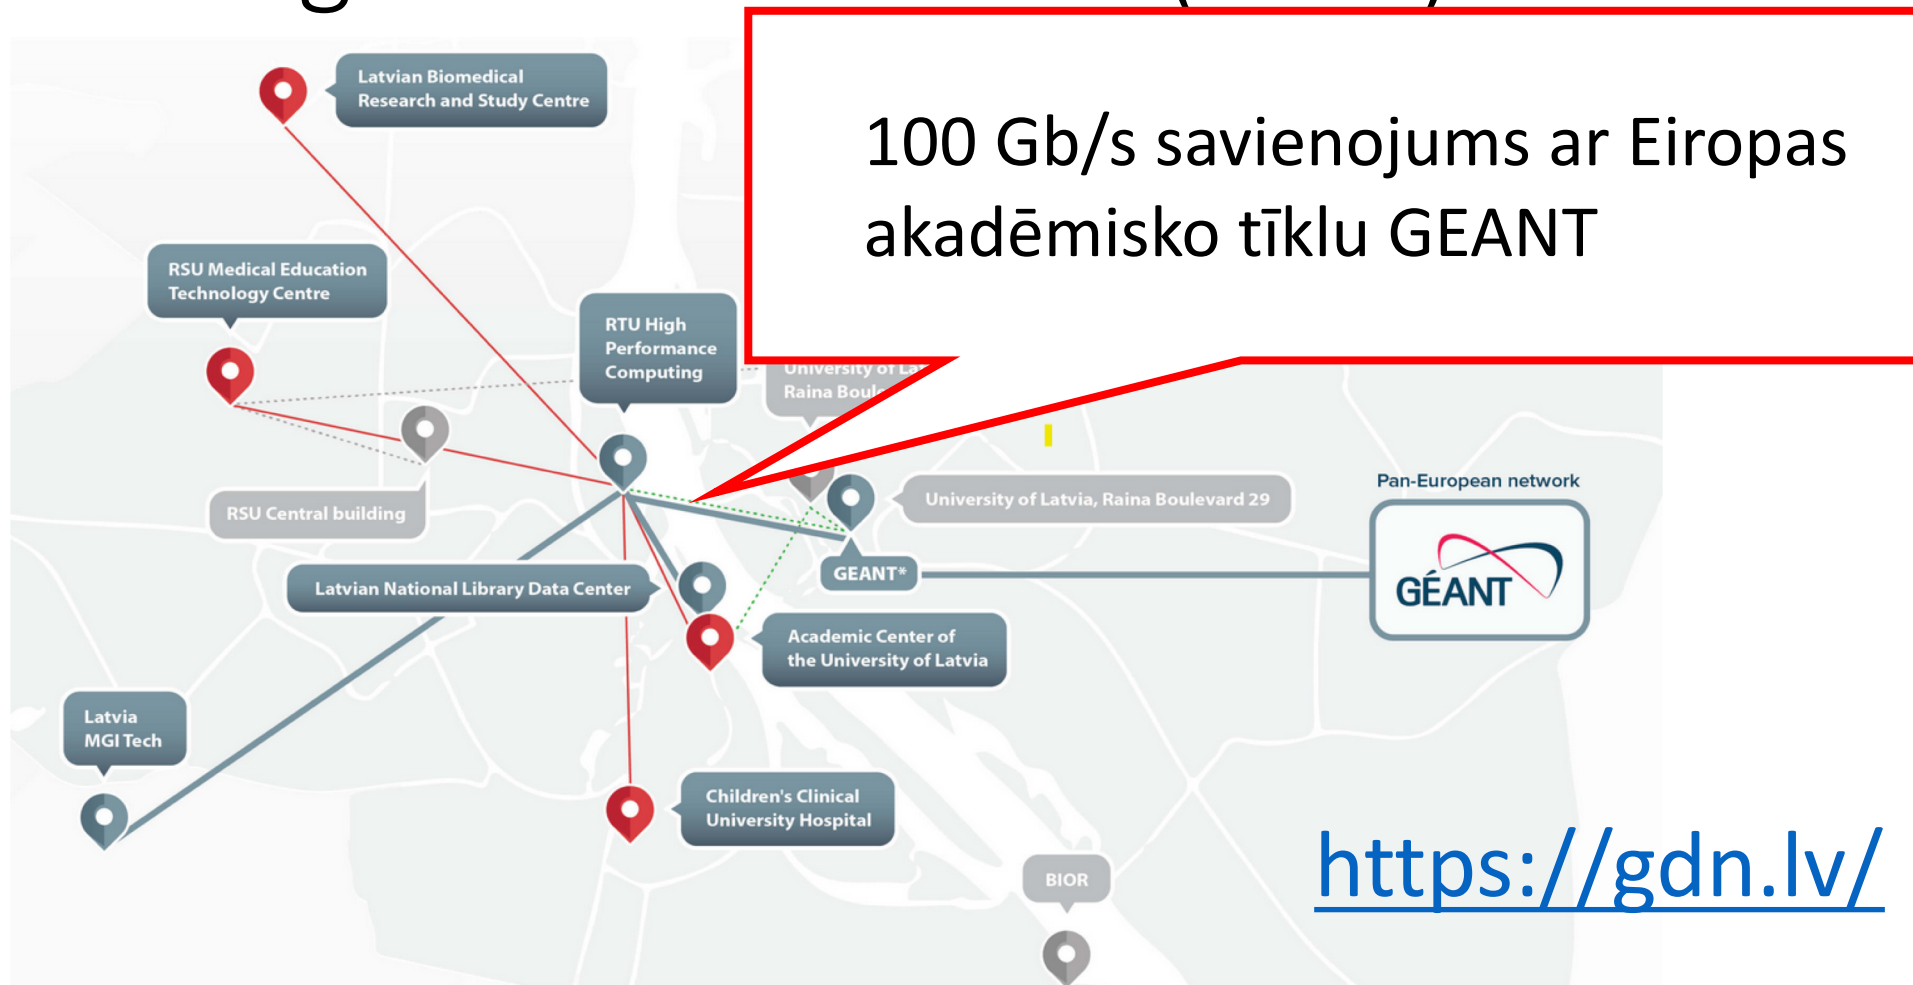 Latvian Biomedical
Research and Study Centre
100 Gb/s savienojums ar Eiropas
akadēmisko tīklu GEANT
RSU Medical Education
Technology Centre
RTU High
Performance
Computing
University of
Raina
Pan-European network
GÉANT
University of Latvia, Raina Boulevard 29
RSU Central building
GEANT*
Latvian National Library Data Center
Academic Center of
the University of Latvia
Latvia
MGI Tech
Children's Clinical
University Hospital
https://gdn.lv/
BIOR